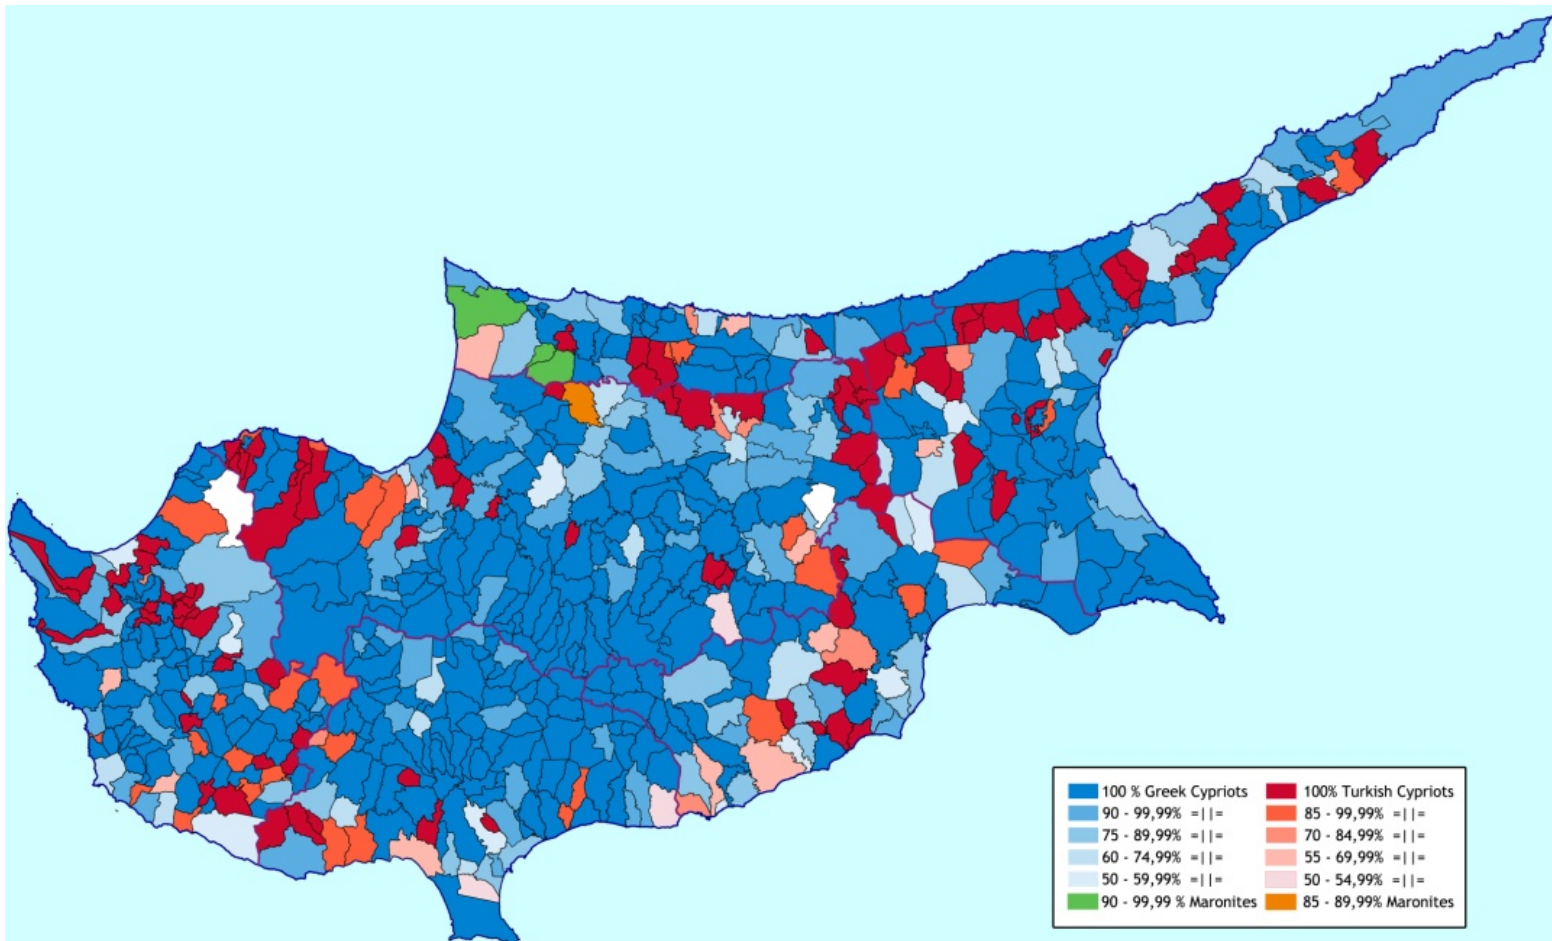 100 % Greek Cypriots
90 - 99,99% =||=
75 - 89,99% =||=
60 - 74,99% =||=
50 - 59,99% =||=
90 - 99,99 % Maronites
100% Turkish Cypriots
85 - 99,99% =||=
70 - 84,99% =||=
55 - 69,99% =||=
50 - 54,99% =||=
85 - 89,99% Maronites